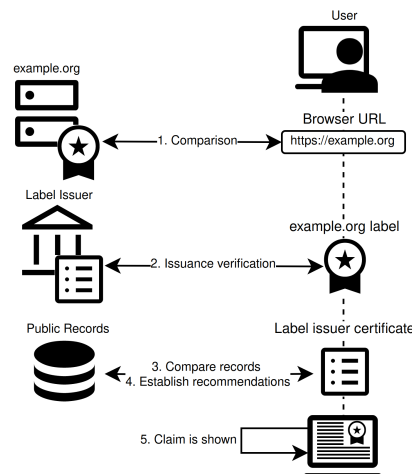 User
example.org
Browser URL
1. Comparison
https://example.org
Label Issuer
example.org label
2. Issuance verification
Public Records
Label issuer certificate
3. Compare records
4. Establish recommendations
5. Claim is shown